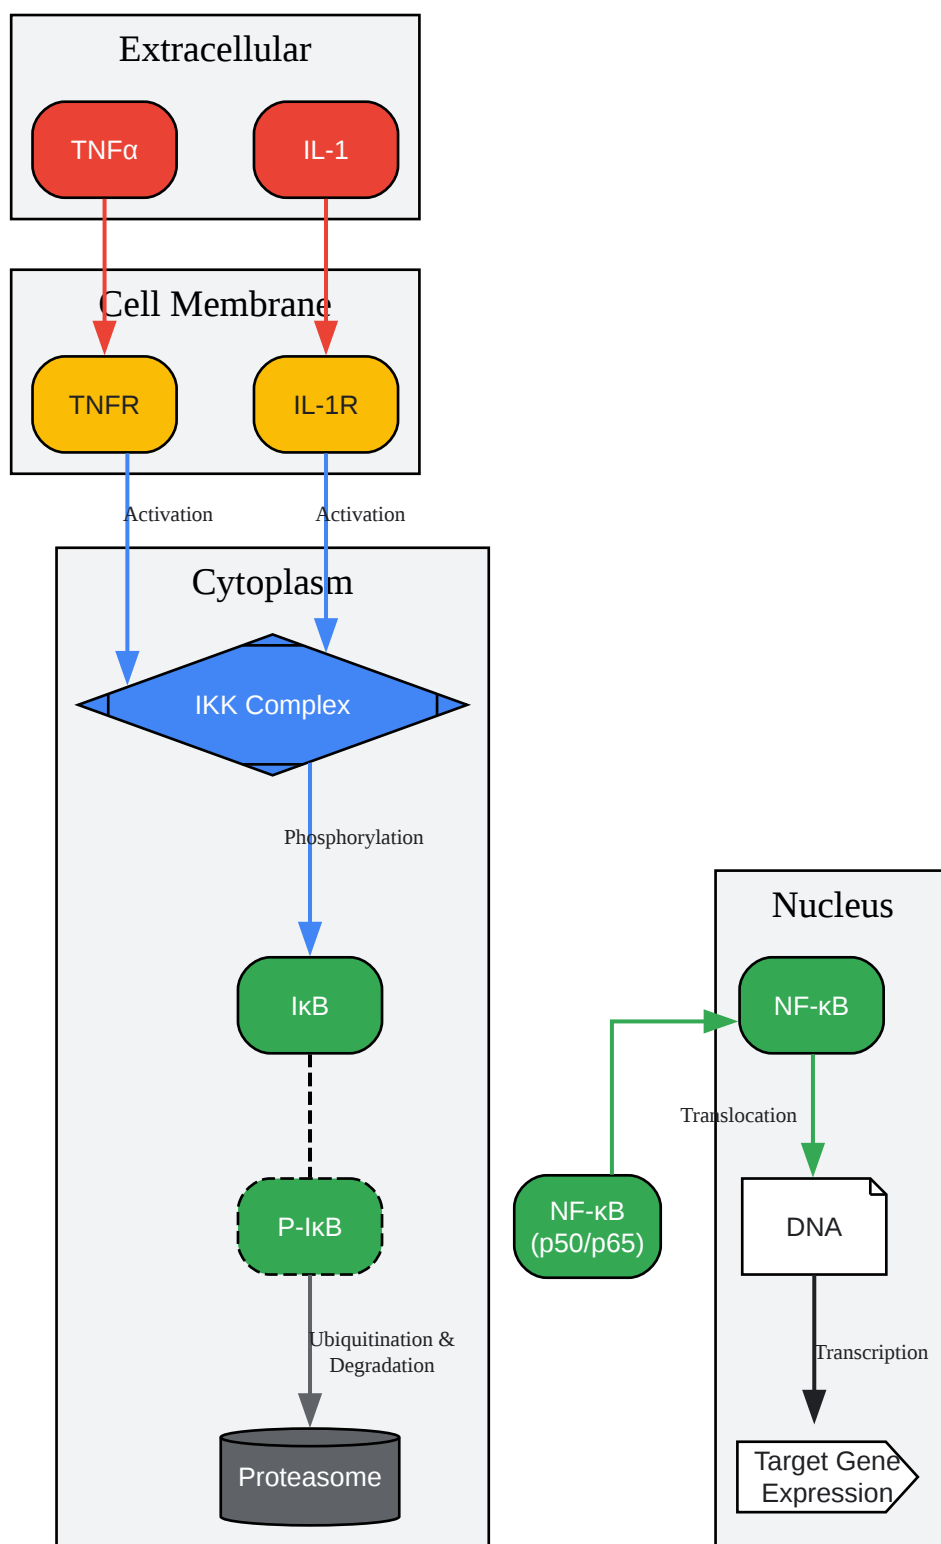 Extracellular
TNFα
IL-1
Cell Membrane
TNFR
IL-1R
Activation
Activation
Cytoplasm
IKK Complex
Phosphorylation
IκB
P-IκB
Ubiquitination &
Degradation
Proteasome
NF-κB
(p50/p65)
Nucleus
NF-κB
Translocation
DNA
Transcription
Target Gene
Expression